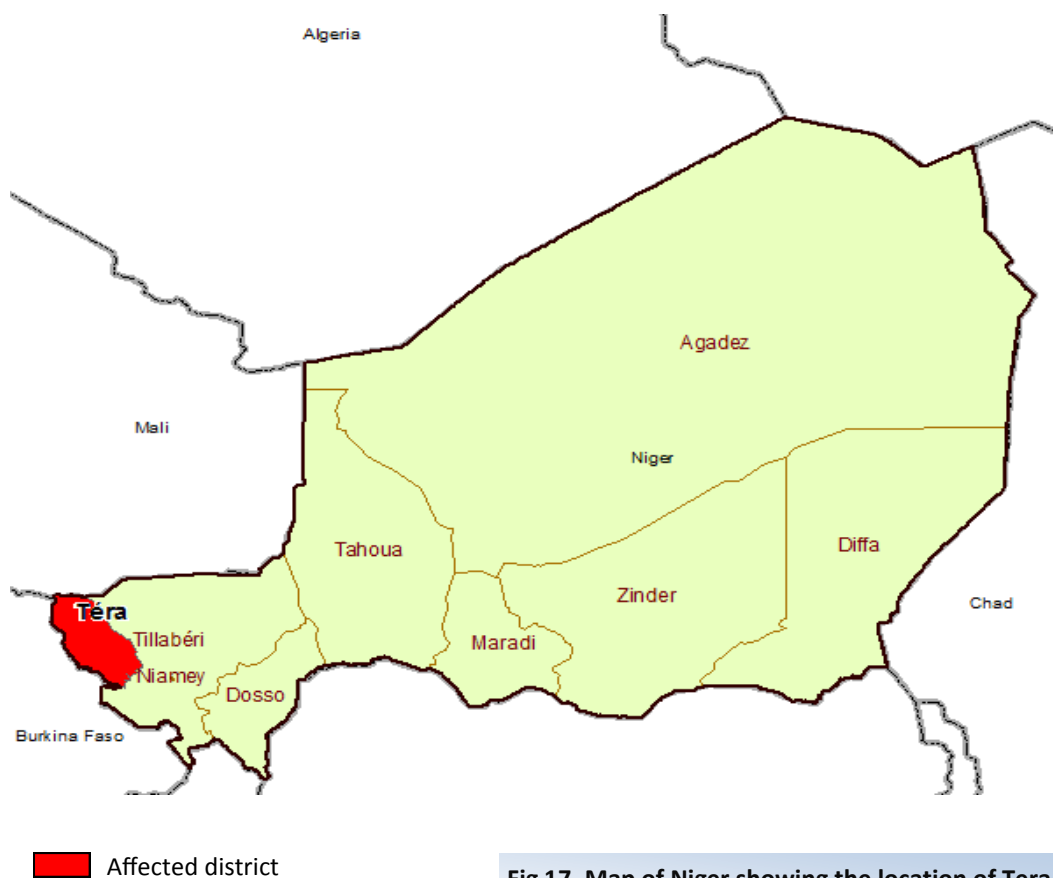 Algeria
Agadez
Mali
Niger
Tahoua
Diffa
Zinder
Chad
Téra
Tillabéri
Maradi
Niamey
Dosso
Burkina Faso
Affected district
Fig 17. Map of Niger showing the location of Tera